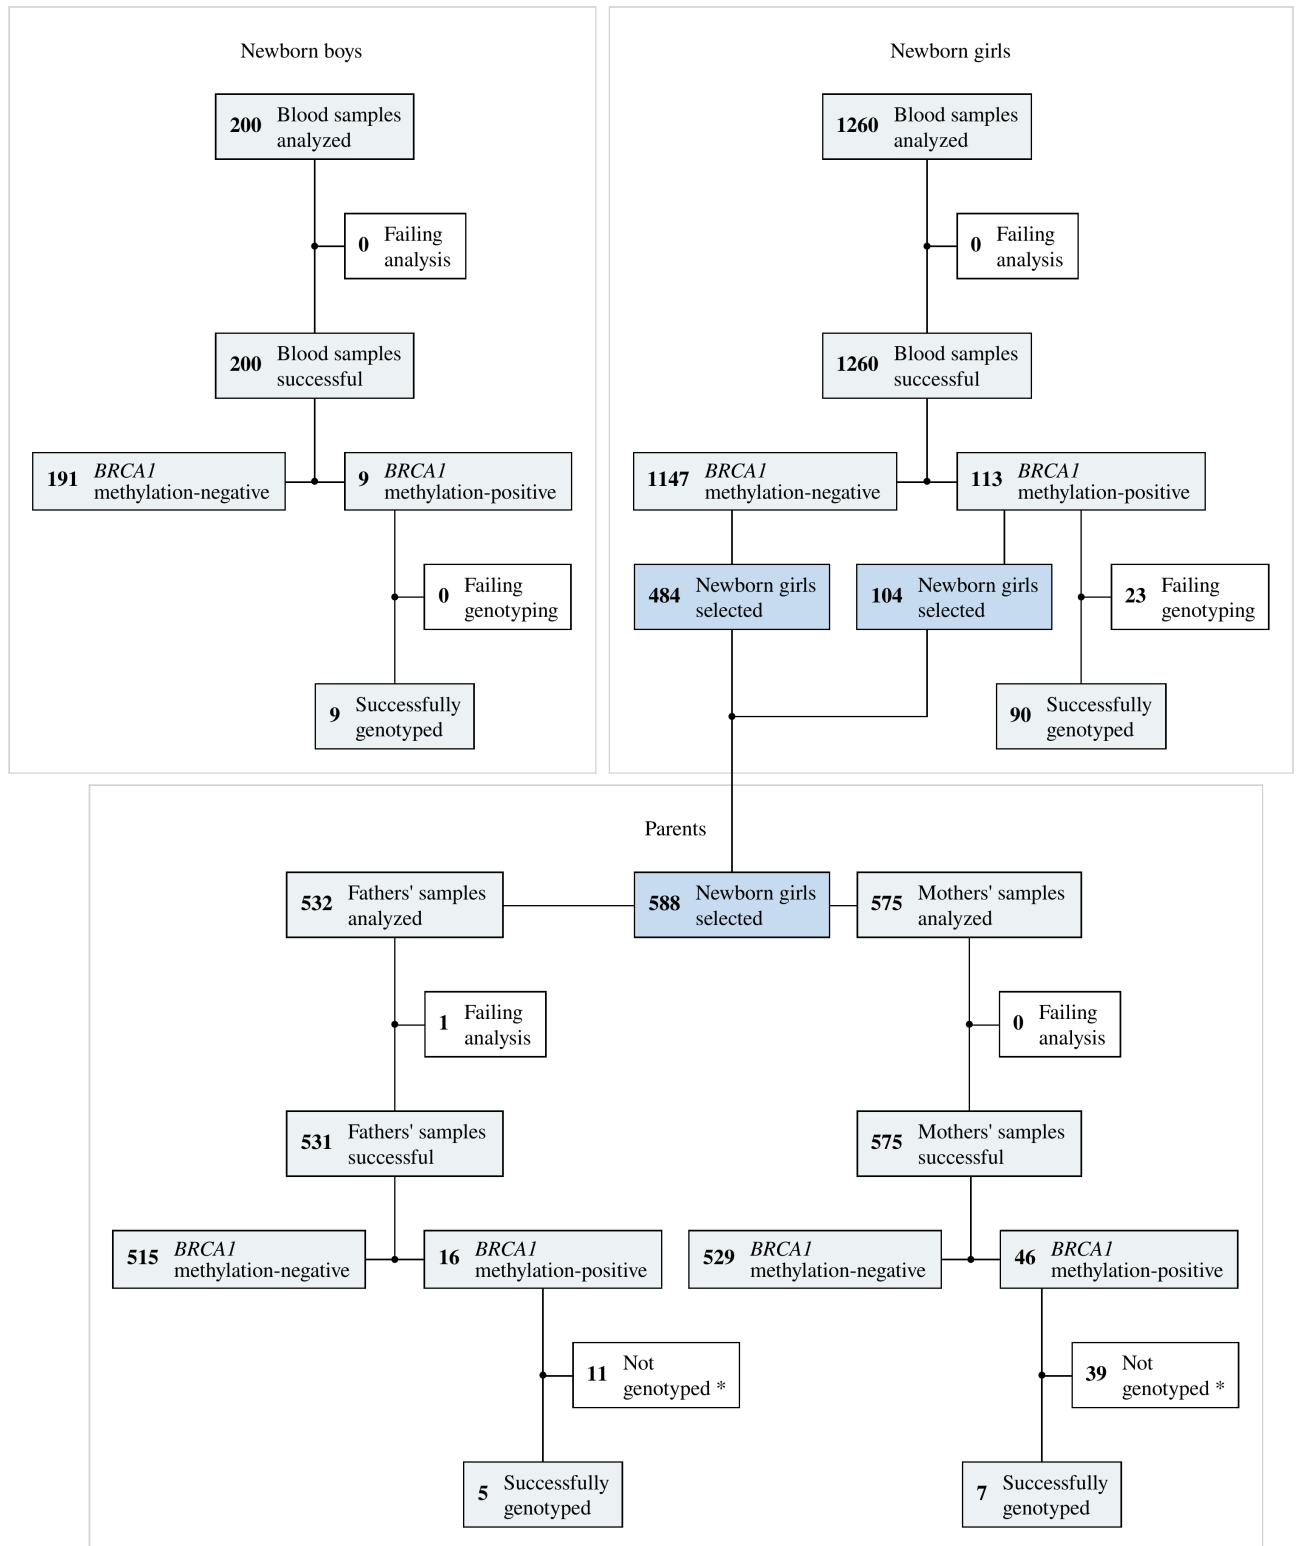 Newborn boys
200 Blood samples
analyzed
0 Failing
analysis
200 Blood samples
successful
191 BRCA1
methylation-negative
9 BRCA1
methylation-positive
0 Failing
genotyping
9 Successfully
genotyped
Newborn girls
1260 Blood samples
analyzed
0 Failing
analysis
1260 Blood samples
successful
1147 BRCA1
methylation-negative
113 BRCA1
methylation-positive
484 Newborn girls
selected
104 Newborn girls
selected
23 Failing
genotyping
90 Successfully
genotyped
Parents
532 Fathers' samples
analyzed
588 Newborn girls
selected
575 Mothers' samples
analyzed
1 Failing
analysis
0 Failing
analysis
531 Fathers' samples
successful
575 Mothers' samples
successful
515 BRCA1
methylation-negative
16 BRCA1
methylation-positive
529 BRCA1
methylation-negative
46 BRCA1
methylation-positive
11 Not
genotyped *
39 Not
genotyped *
5 Successfully
genotyped
7 Successfully
genotyped